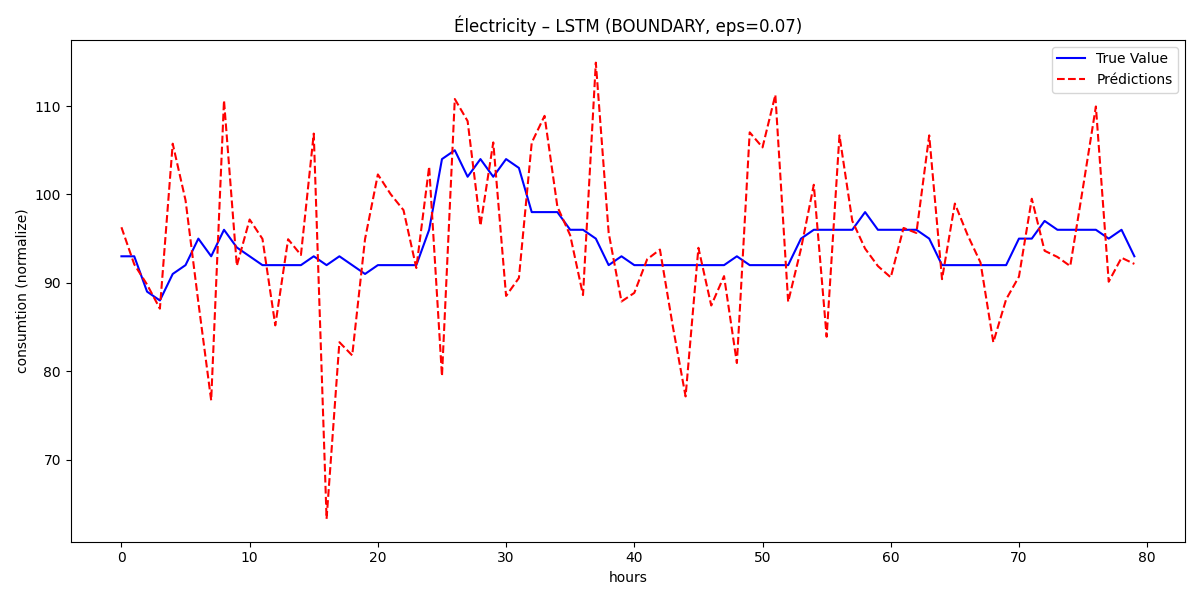 Électricity – LSTM (BOUNDARY, eps=0.07)
True Value
Prédictions
consumtion (normalize)
110
100
90
80
70
0 10 20 30 40 50 60 70 80
hours